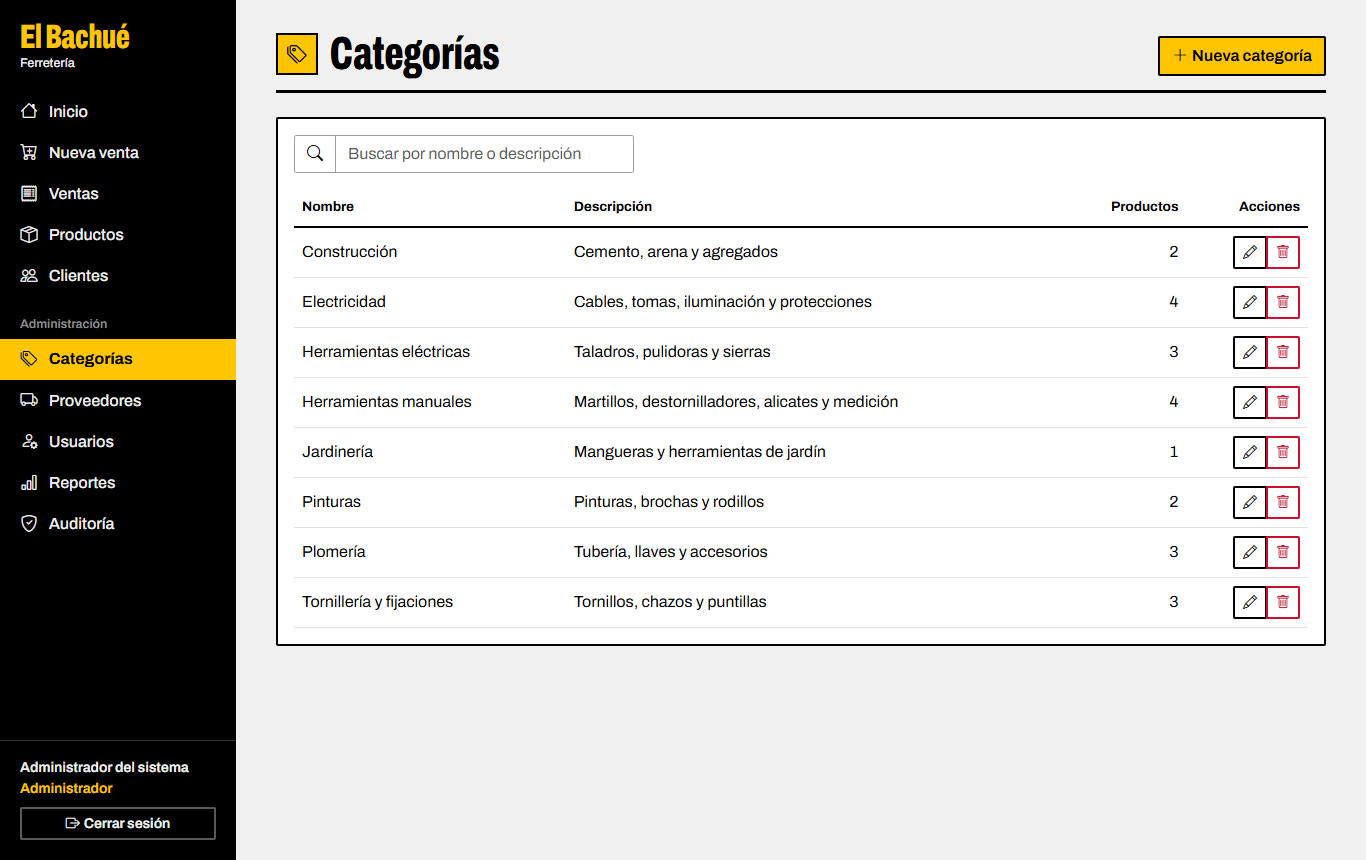 El Bachué
Ferretería
Inicio
Nueva venta
Ventas
Productos
Clientes
Administración
Categorías
Proveedores
Usuarios
Reportes
Auditoría
Administrador del sistema
Administrador
Cerrar sesión
Categorías
+ Nueva categoría
Buscar por nombre o descripción
Nombre Descripción Productos Acciones
Construcción Cemento, arena y agregados 2
Electricidad Cables, tomas, iluminación y protecciones 4
Herramientas eléctricas Taladros, pulidoras y sierras 3
Herramientas manuales Martillos, destornilladores, alicates y medición 4
Jardinería Mangueras y herramientas de jardín 1
Pinturas Pinturas, brochas y rodillos 2
Plomería Tubería, llaves y accesorios 3
Tornillería y fijaciones Tornillos, chazos y puntillas 3